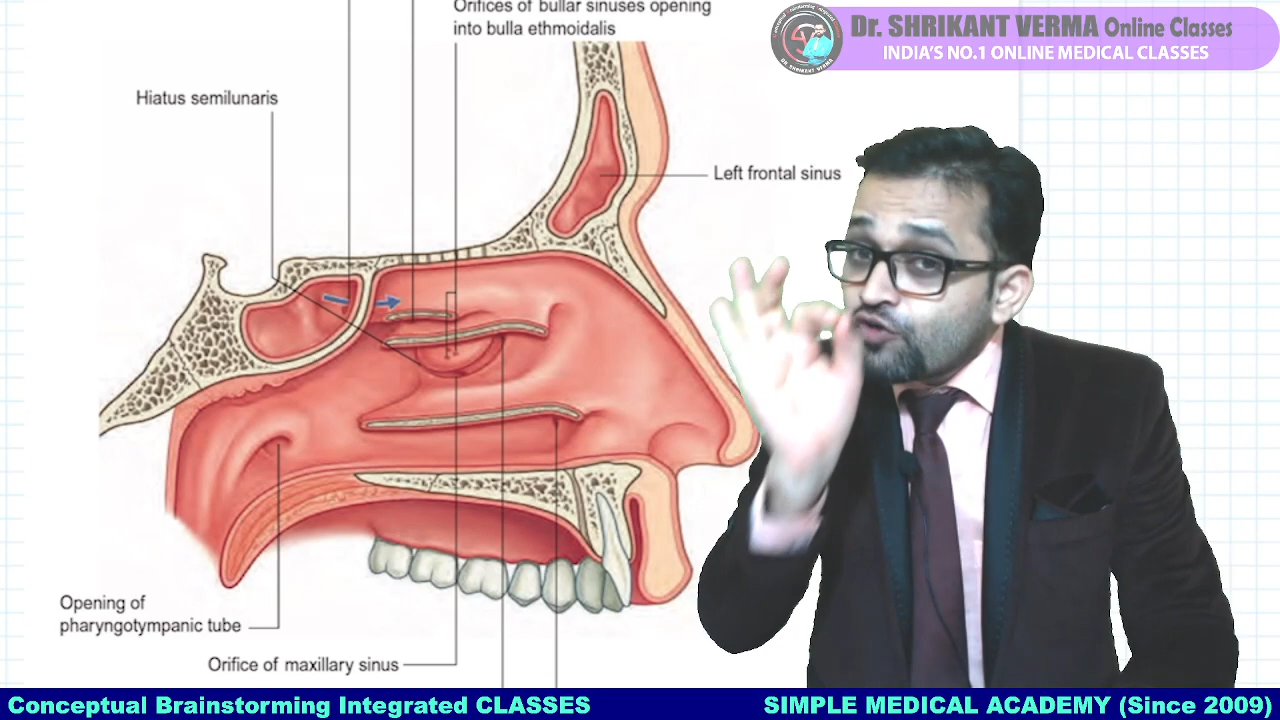 Orifices of bullar sinuses opening
into bulla ethmoidalis
Dr. SHRIKANT VERMA Online Classes
INDIA'S NO.1 ONLINE MEDICAL CLASSES
Hiatus semilunaris
Left frontal sinus
Opening of
pharyngotympanic tube
Orifice of maxillary sinus
Conceptual Brainstorming Integrated CLASSES
SIMPLE MEDICAL ACADEMY (Since 2009)